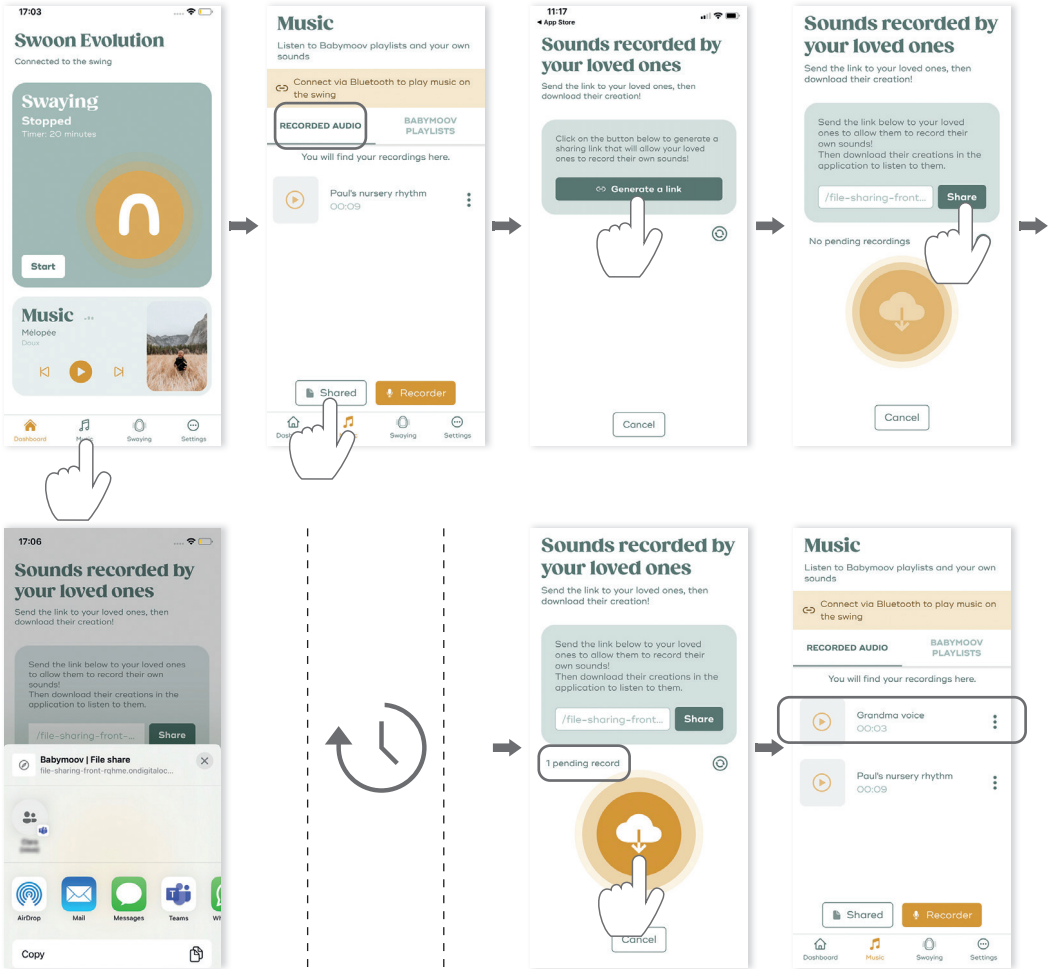 17:03
Swoon Evolution
Connected to the swing
Swaying
Stopped
Timer: 20 minutes
Start
Music
Mélopée
Doux
Dashboard
Music
Swaying
Settings
Music
Listen to Babymoov playlists and your own
sounds
Connect via Bluetooth to play music on
the swing
RECORDED AUDIO
BABYMOOV
PLAYLISTS
You will find your recordings here.
Paul's nursery rhythm
00:09
Shared
Recorder
Swaying
Settings
11:17
App Store
Sounds recorded by
your loved ones
Send the link to your loved ones, then
download their creation!
Click on the button below to generate a
sharing link that will allow your loved
ones to record their own sounds!
Generate a link
Cancel
Sounds recorded by
your loved ones
Send the link to your loved ones, then
download their creation!
Send the link below to your loved
ones to allow them to record their
own sounds!
Then download their creations in the
application to listen to them.
/file-sharing-front...
Share
No pending recordings
Cancel
17:06
Sounds recorded by
your loved ones
Send the link to your loved ones, then
download their creation!
Send the link below to your loved ones
to allow them to record their own
sounds!
Then download their creations in the
application to listen to them.
/file-sharing-front-...
Share
Babymoov | File share
file-sharing-front-rqhme.ondigitaloc...
AirDrop
Mail
Messages
Teams
Copy
Sounds recorded by
your loved ones
Send the link to your loved ones, then
download their creation!
Send the link below to your loved
ones to allow them to record their
own sounds!
Then download their creations in the
application to listen to them.
/file-sharing-front...
Share
1 pending record
Cancel
Music
Listen to Babymoov playlists and your own
sounds
Connect via Bluetooth to play music on
the swing
RECORDED AUDIO
BABYMOOV
PLAYLISTS
You will find your recordings here.
Grandma voice
00:03
Paul's nursery rhythm
00:09
Shared
Recorder
Dashboard
Music
Swaying
Settings